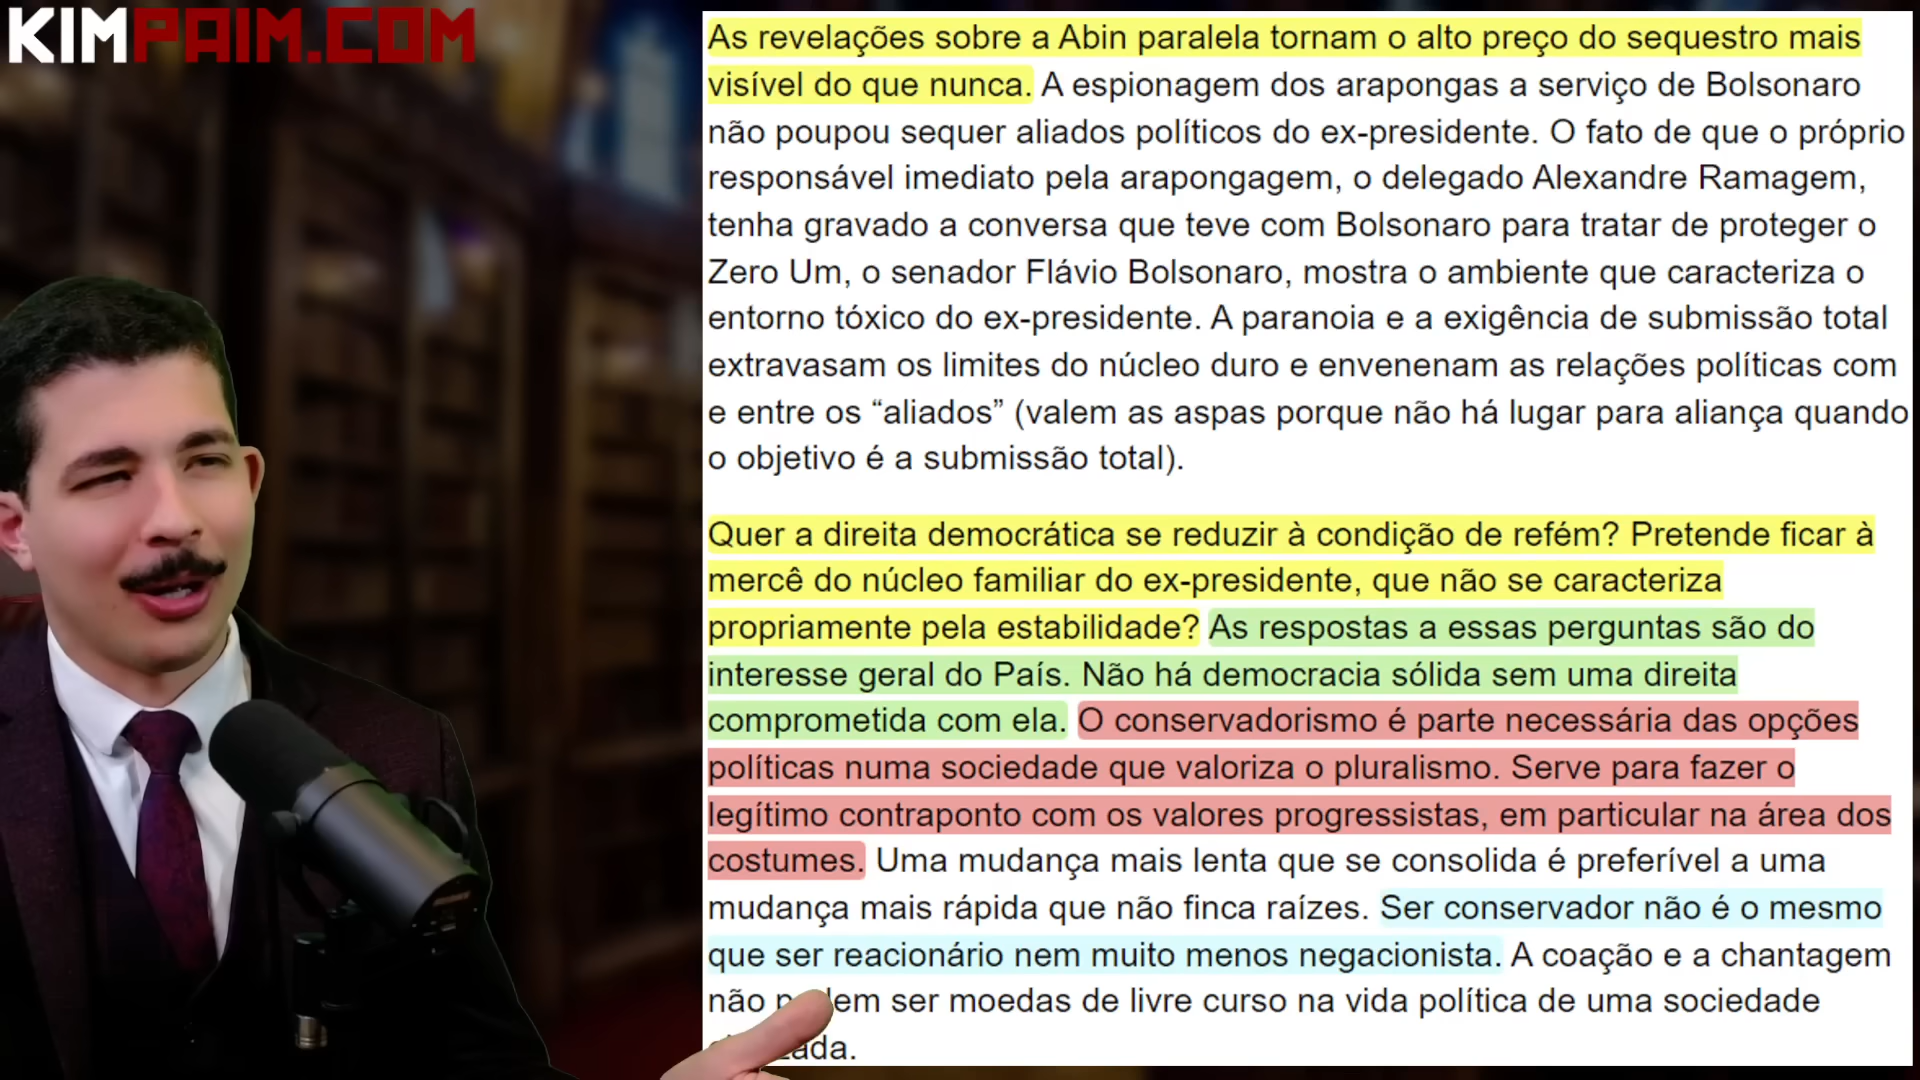 KIMPAIM.COM
As revelações sobre a Abin paralela tornam o alto preço do sequestro mais
visível do que nunca. A espionagem dos arapongas a serviço de Bolsonaro
não poupou sequer aliados políticos do ex-presidente. O fato de que o próprio
responsável imediato pela arapongagem, o delegado Alexandre Ramagem,
tenha gravado a conversa que teve com Bolsonaro para tratar de proteger o
Zero Um, o senador Flávio Bolsonaro, mostra o ambiente que caracteriza o
entorno tóxico do ex-presidente. A paranoia e a exigência de submissão total
extravasam os limites do núcleo duro e envenenam as relações políticas com
e entre os “aliados” (valem as aspas porque não há lugar para aliança quando
o objetivo é a submissão total).
Quer a direita democrática se reduzir à condição de refém? Pretende ficar à
mercê do núcleo familiar do ex-presidente, que não se caracteriza
propriamente pela estabilidade? As respostas a essas perguntas são do
interesse geral do País. Não há democracia sólida sem uma direita
comprometida com ela. O conservadorismo é parte necessária das opções
políticas numa sociedade que valoriza o pluralismo. Serve para fazer o
legítimo contraponto com os valores progressistas, em particular na área dos
costumes. Uma mudança mais lenta que se consolida é preferível a uma
mudança mais rápida que não finca raízes. Ser conservador não é o mesmo
que ser reacionário nem muito menos negacionista. A coação e a chantagem
não ser moedas de livre curso na vida política de uma sociedade